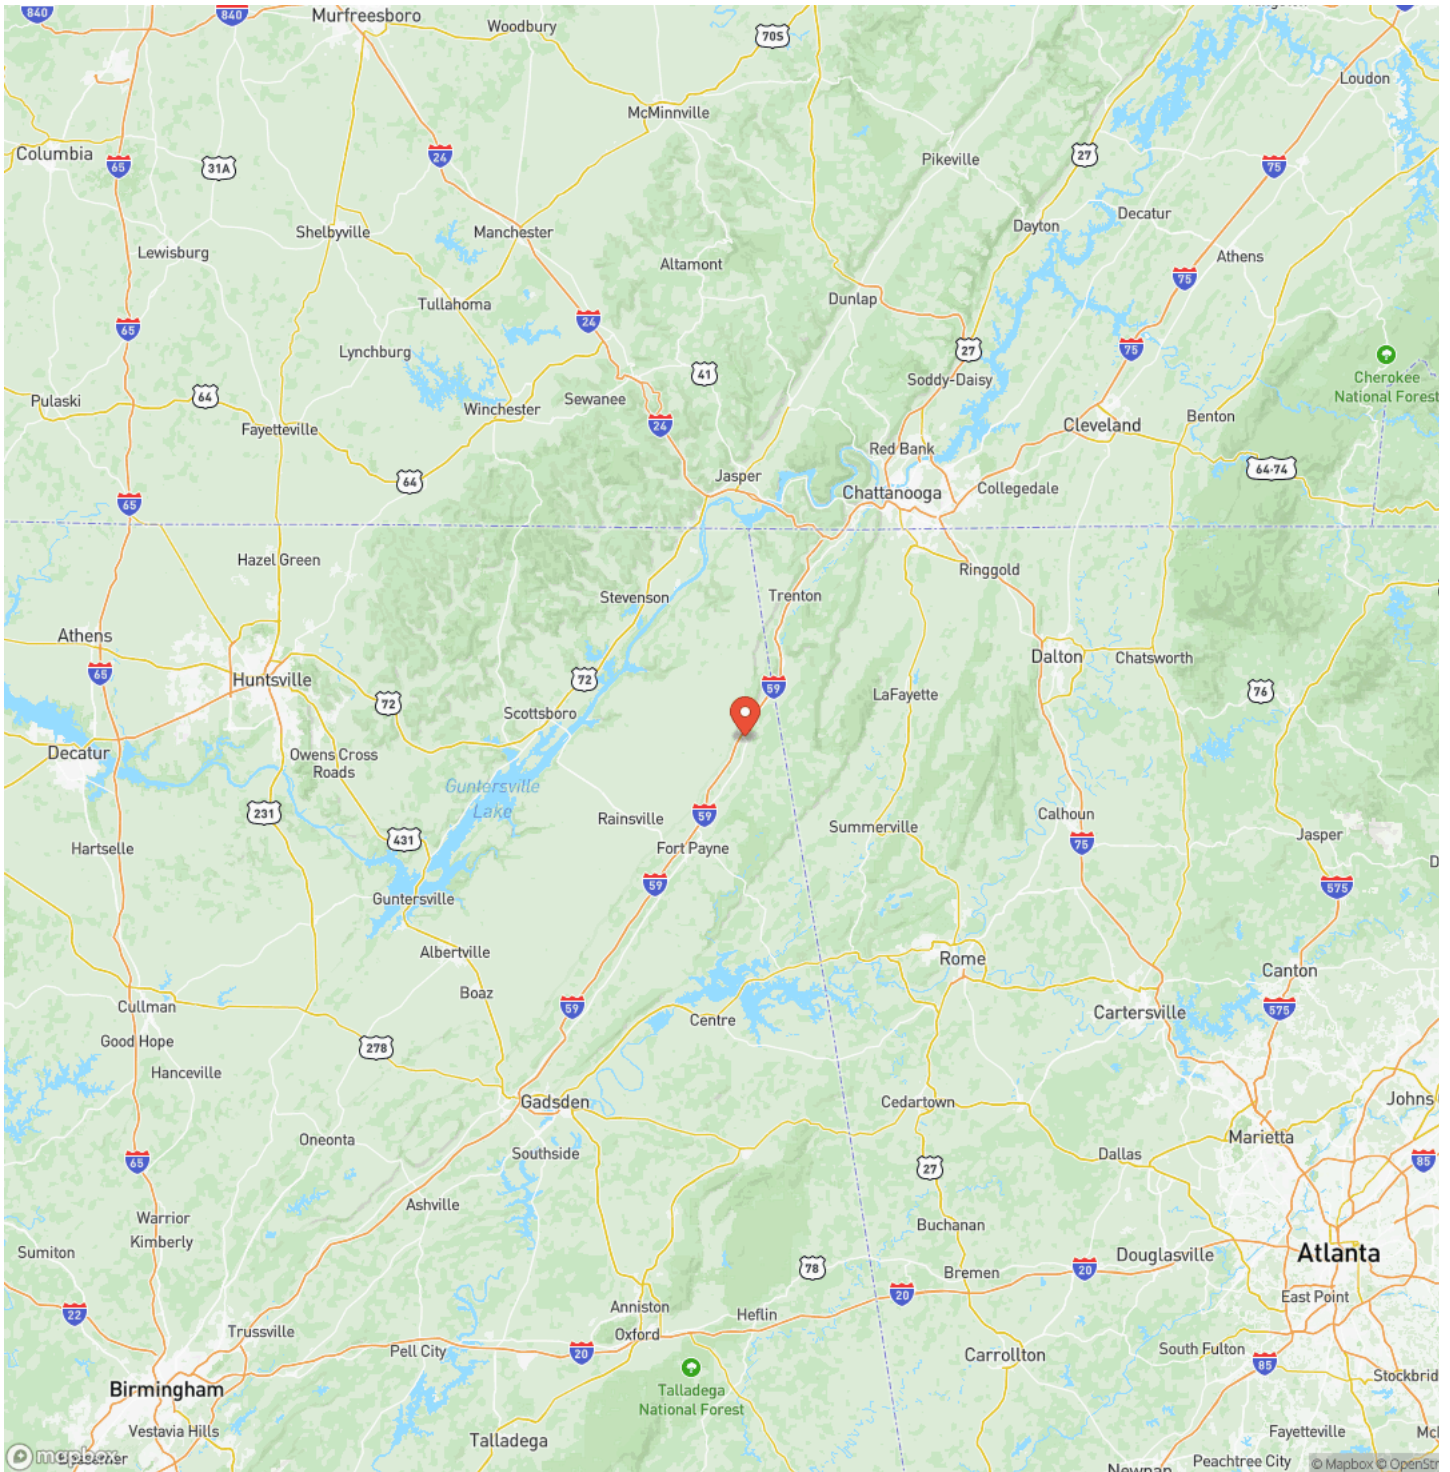 840
840
Murfreesboro
Woodbury
70S
Loudon
McMinnville
Columbia
65
31A
24
Pikeville
27
75
Decatur
Dayton
Shelbyville
Manchester
Lewisburg
Altamont
Athens
75
Dunlap
Tullahoma
24
65
Lynchburg
27
75
Cherokee
National Forest
41
Soddy-Daisy
Pulaski
64
Winchester
Sewanee
Fayetteville
24
Cleveland
Benton
Red Bank
64-74
Jasper
64
Chattanooga
Collegedale
65
Hazel Green
Ringgold
Stevenson
Trenton
Athens
65
Huntsville
72
72
59
Dalton
Chatsworth
LaFayette
76
Scottsboro
Decatur
Owens Cross
Roads
Guntersville
Lake
231
431
Rainsville
59
Summerville
Calhoun
75
Jasper
Hartselle
Fort Payne
59
575
Guntersville
Albertville
Rome
Canton
Boaz
Cullman
59
Centre
Cartersville
575
Good Hope
278
Hanceville
Gadsden
Cedartown
Johns
Oneonta
Marietta
65
Southside
27
Dallas
85
Ashville
Warrior
Kimberly
Buchanan
Sumiton
78
Bremen
20
Douglasville
Atlanta
20
22
Anniston
Heflin
East Point
Trussville
Oxford
Pell City
20
Carrollton
South Fulton
85
Birmingham
Talladega
National Forest
Stockbrid
Vestavia Hills
Talladega
Fayetteville
McD
mapbox
Peachtree City
Newnan
© Mapbox © OpenStr